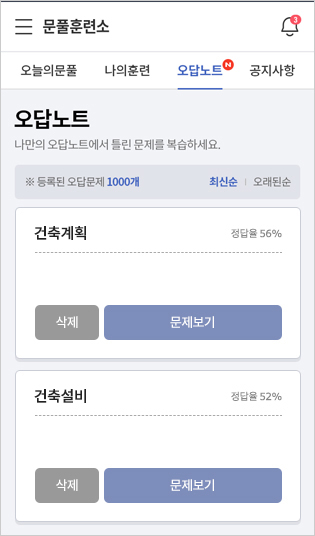 문풀훈련소
3
오늘의문풀 나의훈련 오답노트 N 공지사항
오답노트
나만의 오답노트에서 틀린 문제를 복습하세요.
※ 등록된 오답문제 1000개 최신순 | 오래된순
건축계획 정답율 56%
삭제 문제보기
건축설비 정답율 52%
삭제 문제보기